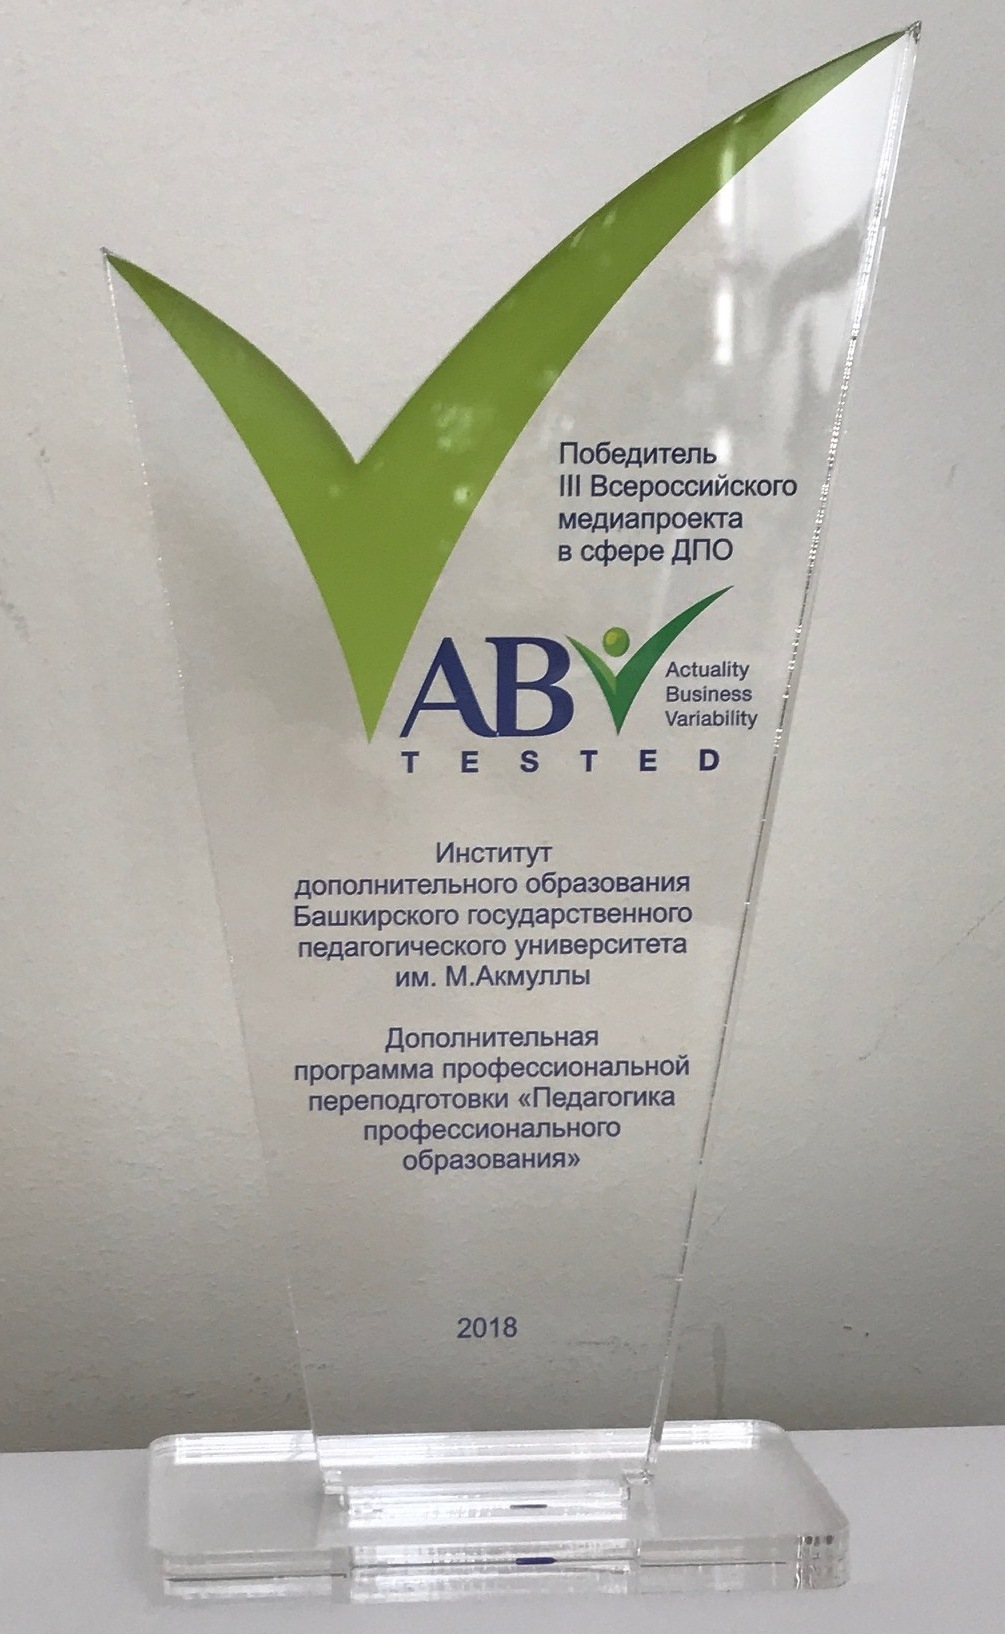 Победитель
III Всероссийского
медиапроекта
в сфере ДПО
ABV
Actuality
Business
Variability
TESTED
Институт
дополнительного образования
Башкирского государственного
педагогического университета
им. М.Акмуллы
Дополнительная
программа профессиональной
переподготовки «Педагогика
профессионального
образования»
2018